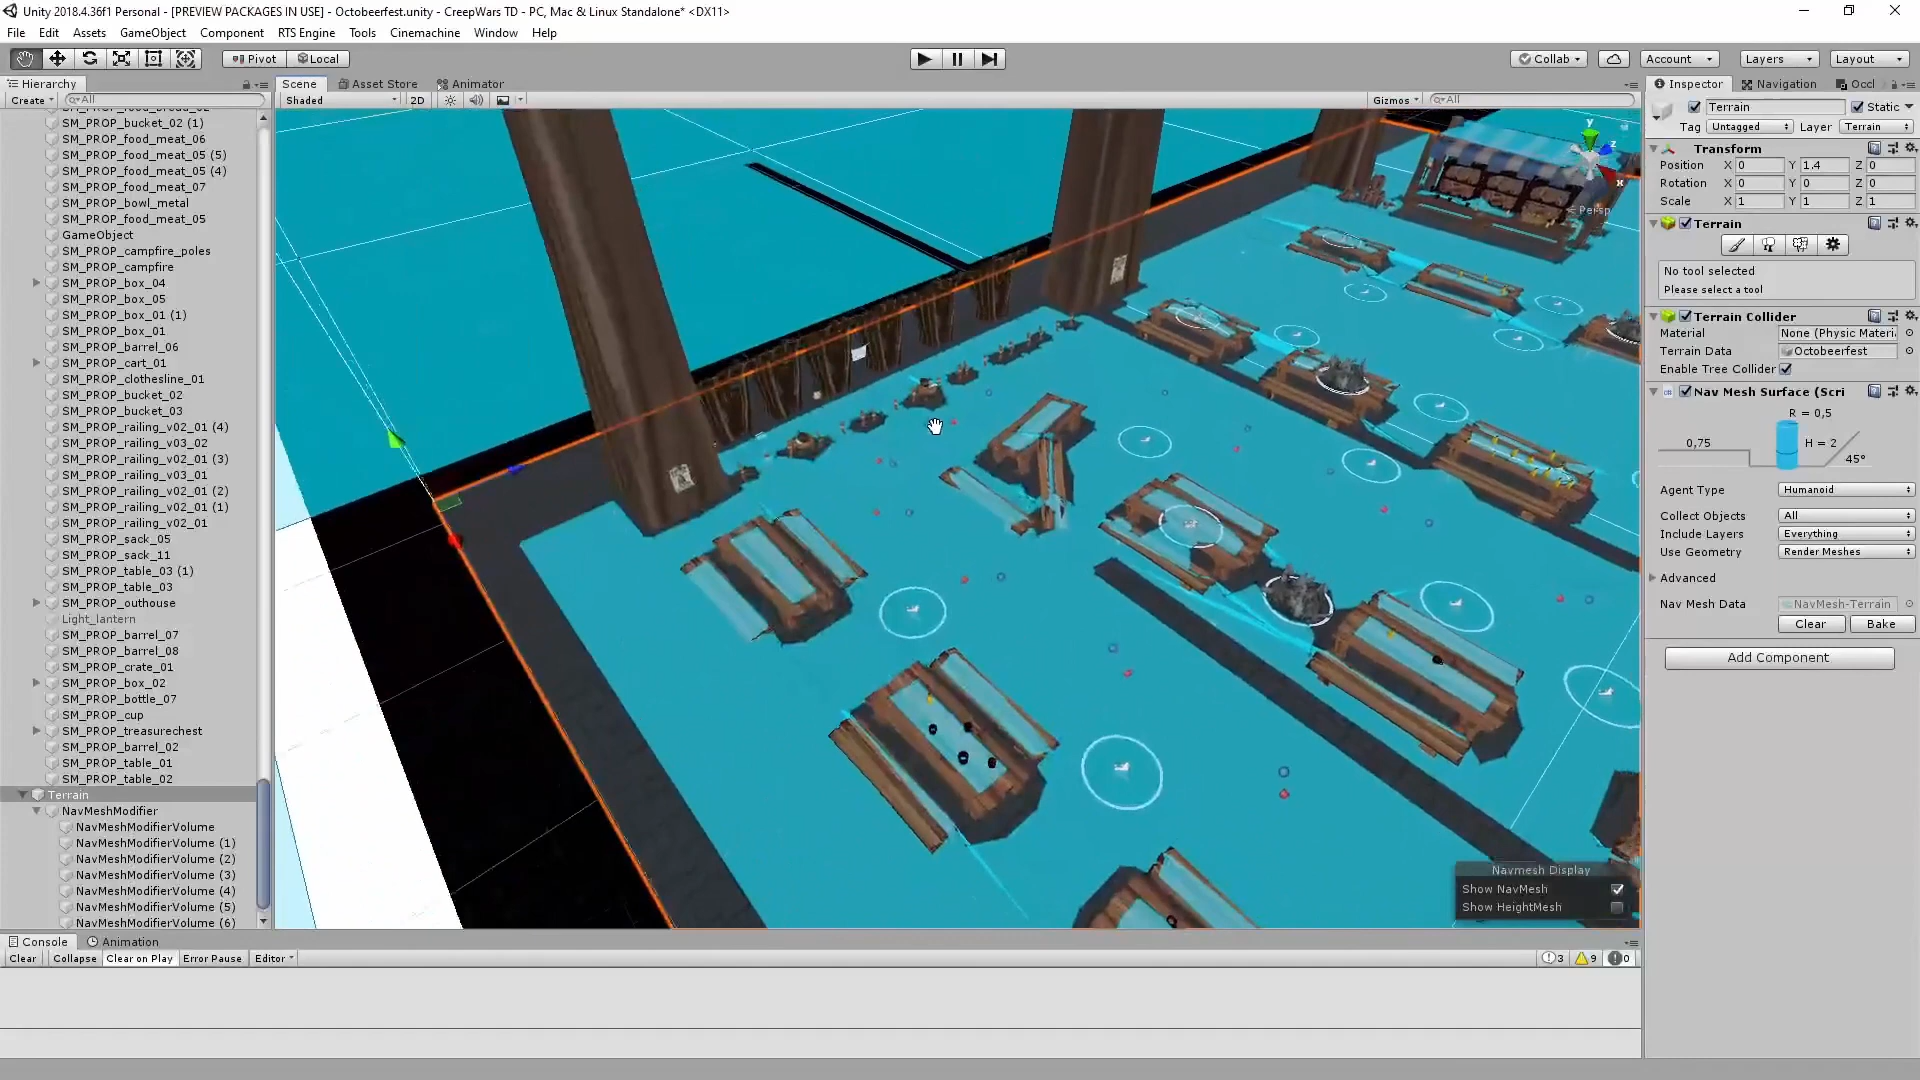 Unity 2018.4.36f1 Personal - [PREVIEW PACKAGES IN USE] - Octobeerfest.unity - CreepWars TD - PC, Mac & Linux Standalone* <DX11>
File Edit Assets GameObject Component RTS Engine Tools Cinemachine Window Help
Pivot Local Collab Account Layers Layout
Hierarchy
Create All
SM_PROP_food_bread_02
SM_PROP_bucket_02 (1)
SM_PROP_food_meat_06
SM_PROP_food_meat_05 (5)
SM_PROP_food_meat_05 (4)
SM_PROP_food_meat_07
SM_PROP_bowl_metal
SM_PROP_food_meat_05
GameObject
SM_PROP_campfire_poles
SM_PROP_campfire
SM_PROP_box_04
SM_PROP_box_05
SM_PROP_box_01 (1)
SM_PROP_box_01
SM_PROP_barrel_06
SM_PROP_cart_01
SM_PROP_clothesline_01
SM_PROP_bucket_02
SM_PROP_bucket_03
SM_PROP_railing_v02_01 (4)
SM_PROP_railing_v03_02
SM_PROP_railing_v02_01 (3)
SM_PROP_railing_v03_01
SM_PROP_railing_v02_01 (2)
SM_PROP_railing_v02_01 (1)
SM_PROP_railing_v02_01
SM_PROP_sack_05
SM_PROP_sack_11
SM_PROP_table_03 (1)
SM_PROP_table_03
SM_PROP_outhouse
Light_lantern
SM_PROP_barrel_07
SM_PROP_barrel_08
SM_PROP_crate_01
SM_PROP_box_02
SM_PROP_bottle_07
SM_PROP_cup
SM_PROP_treasurechest
SM_PROP_barrel_02
SM_PROP_table_01
SM_PROP_table_02
Terrain
NavMeshModifier
NavMeshModifierVolume
NavMeshModifierVolume (1)
NavMeshModifierVolume (2)
NavMeshModifierVolume (3)
NavMeshModifierVolume (4)
NavMeshModifierVolume (5)
NavMeshModifierVolume (6)
Scene Asset Store Animator
Shaded 2D Gizmos All
y
z
x
Persp
Navmesh Display
Show NavMesh
Show HeightMesh
Inspector Navigation Occl
Terrain Static
Tag Untagged Layer Terrain
Transform
Position X 0 Y 1.4 Z 0
Rotation X 0 Y 0 Z 0
Scale X 1 Y 1 Z 1
Terrain
No tool selected
Please select a tool
Terrain Collider
Material None (Physic Materi
Terrain Data Octobeerfest
Enable Tree Collider
Nav Mesh Surface (Scri
R = 0,5
0,75 H = 2
45°
Agent Type Humanoid
Collect Objects All
Include Layers Everything
Use Geometry Render Meshes
Advanced
Nav Mesh Data NavMesh-Terrain
Clear Bake
Add Component
Console Animation
Clear Collapse Clear on Play Error Pause Editor 3 9 0